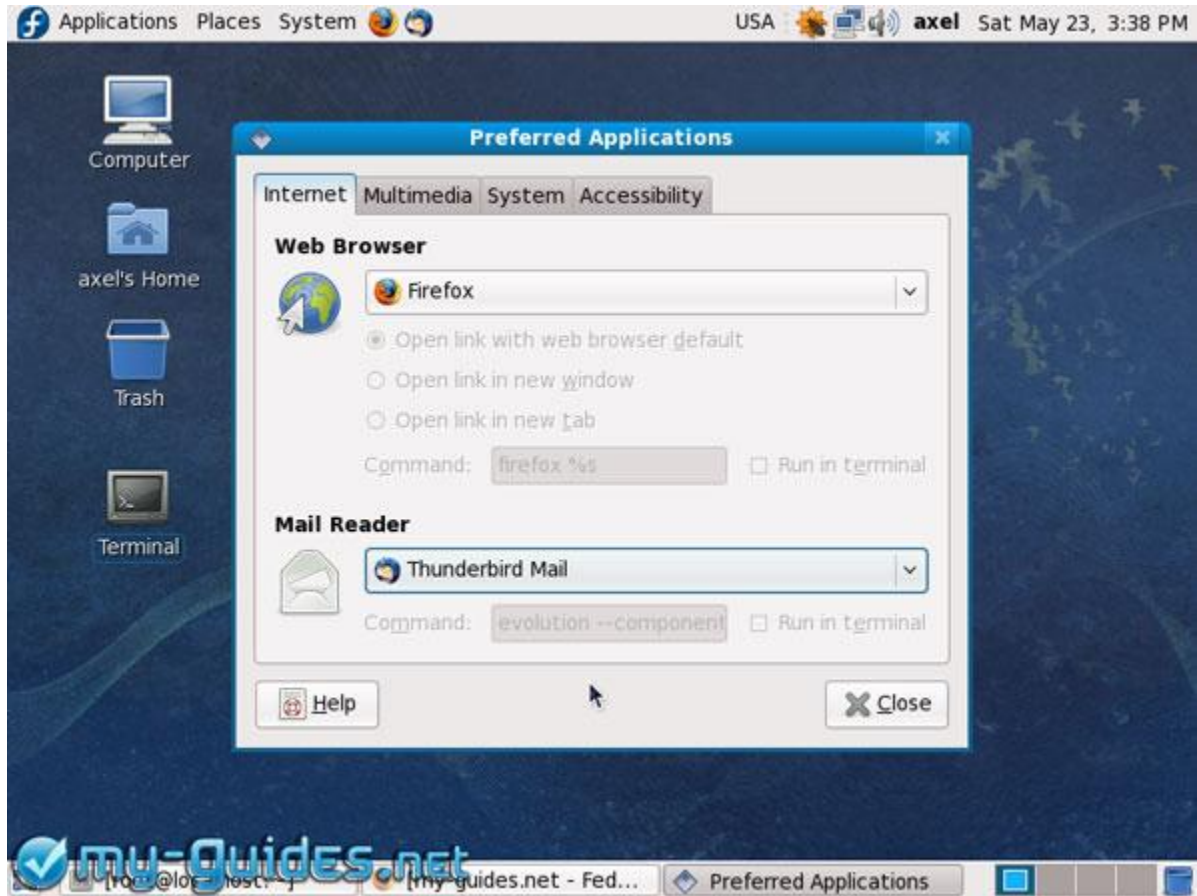 Applications Places System USA axel Sat May 23, 3:38 PM
Computer
axel's Home
Trash
Terminal
Preferred Applications
Internet Multimedia System Accessibility
Web Browser
Firefox
Open link with web browser default
Open link in new window
Open link in new tab
Command: firefox %s Run in terminal
Mail Reader
Thunderbird Mail
Command: evolution --component Run in terminal
Help Close
my-guides.net
[my-guides.net - Fed... Preferred Applications